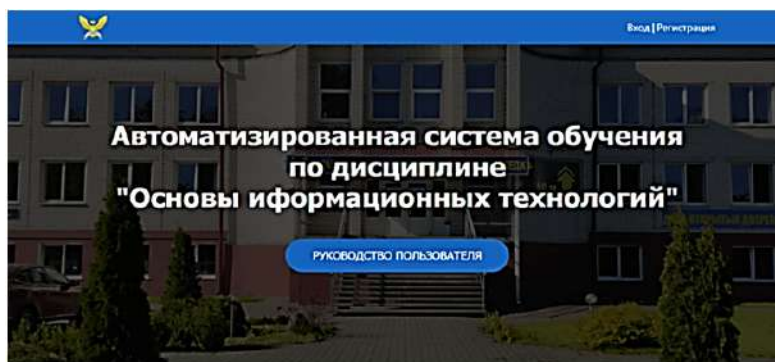 Вход | Регистрация
Автоматизированная система обучения
по дисциплине
"Основы иформационных технологий"
РУКОВОДСТВО ПОЛЬЗОВАТЕЛЯ